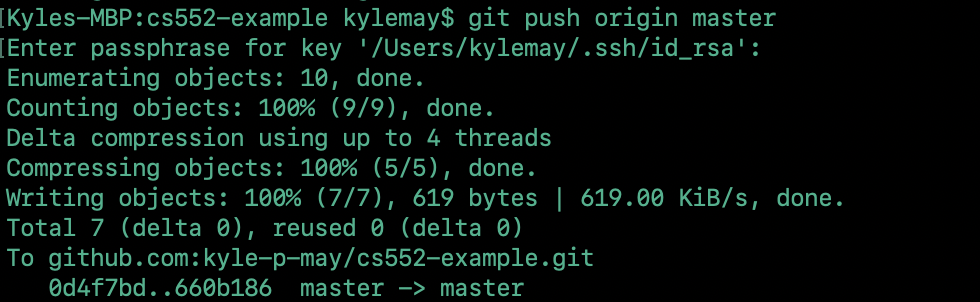 [Kyles-MBP:cs552-example kylemay$ git push origin master
[Enter passphrase for key '/Users/kylemay/.ssh/id_rsa':
Enumerating objects: 10, done.
Counting objects: 100% (9/9), done.
Delta compression using up to 4 threads
Compressing objects: 100% (5/5), done.
Writing objects: 100% (7/7), 619 bytes | 619.00 KiB/s, done.
Total 7 (delta 0), reused 0 (delta 0)
To github.com:kyle-p-may/cs552-example.git
   0d4f7bd..660b186  master -> master